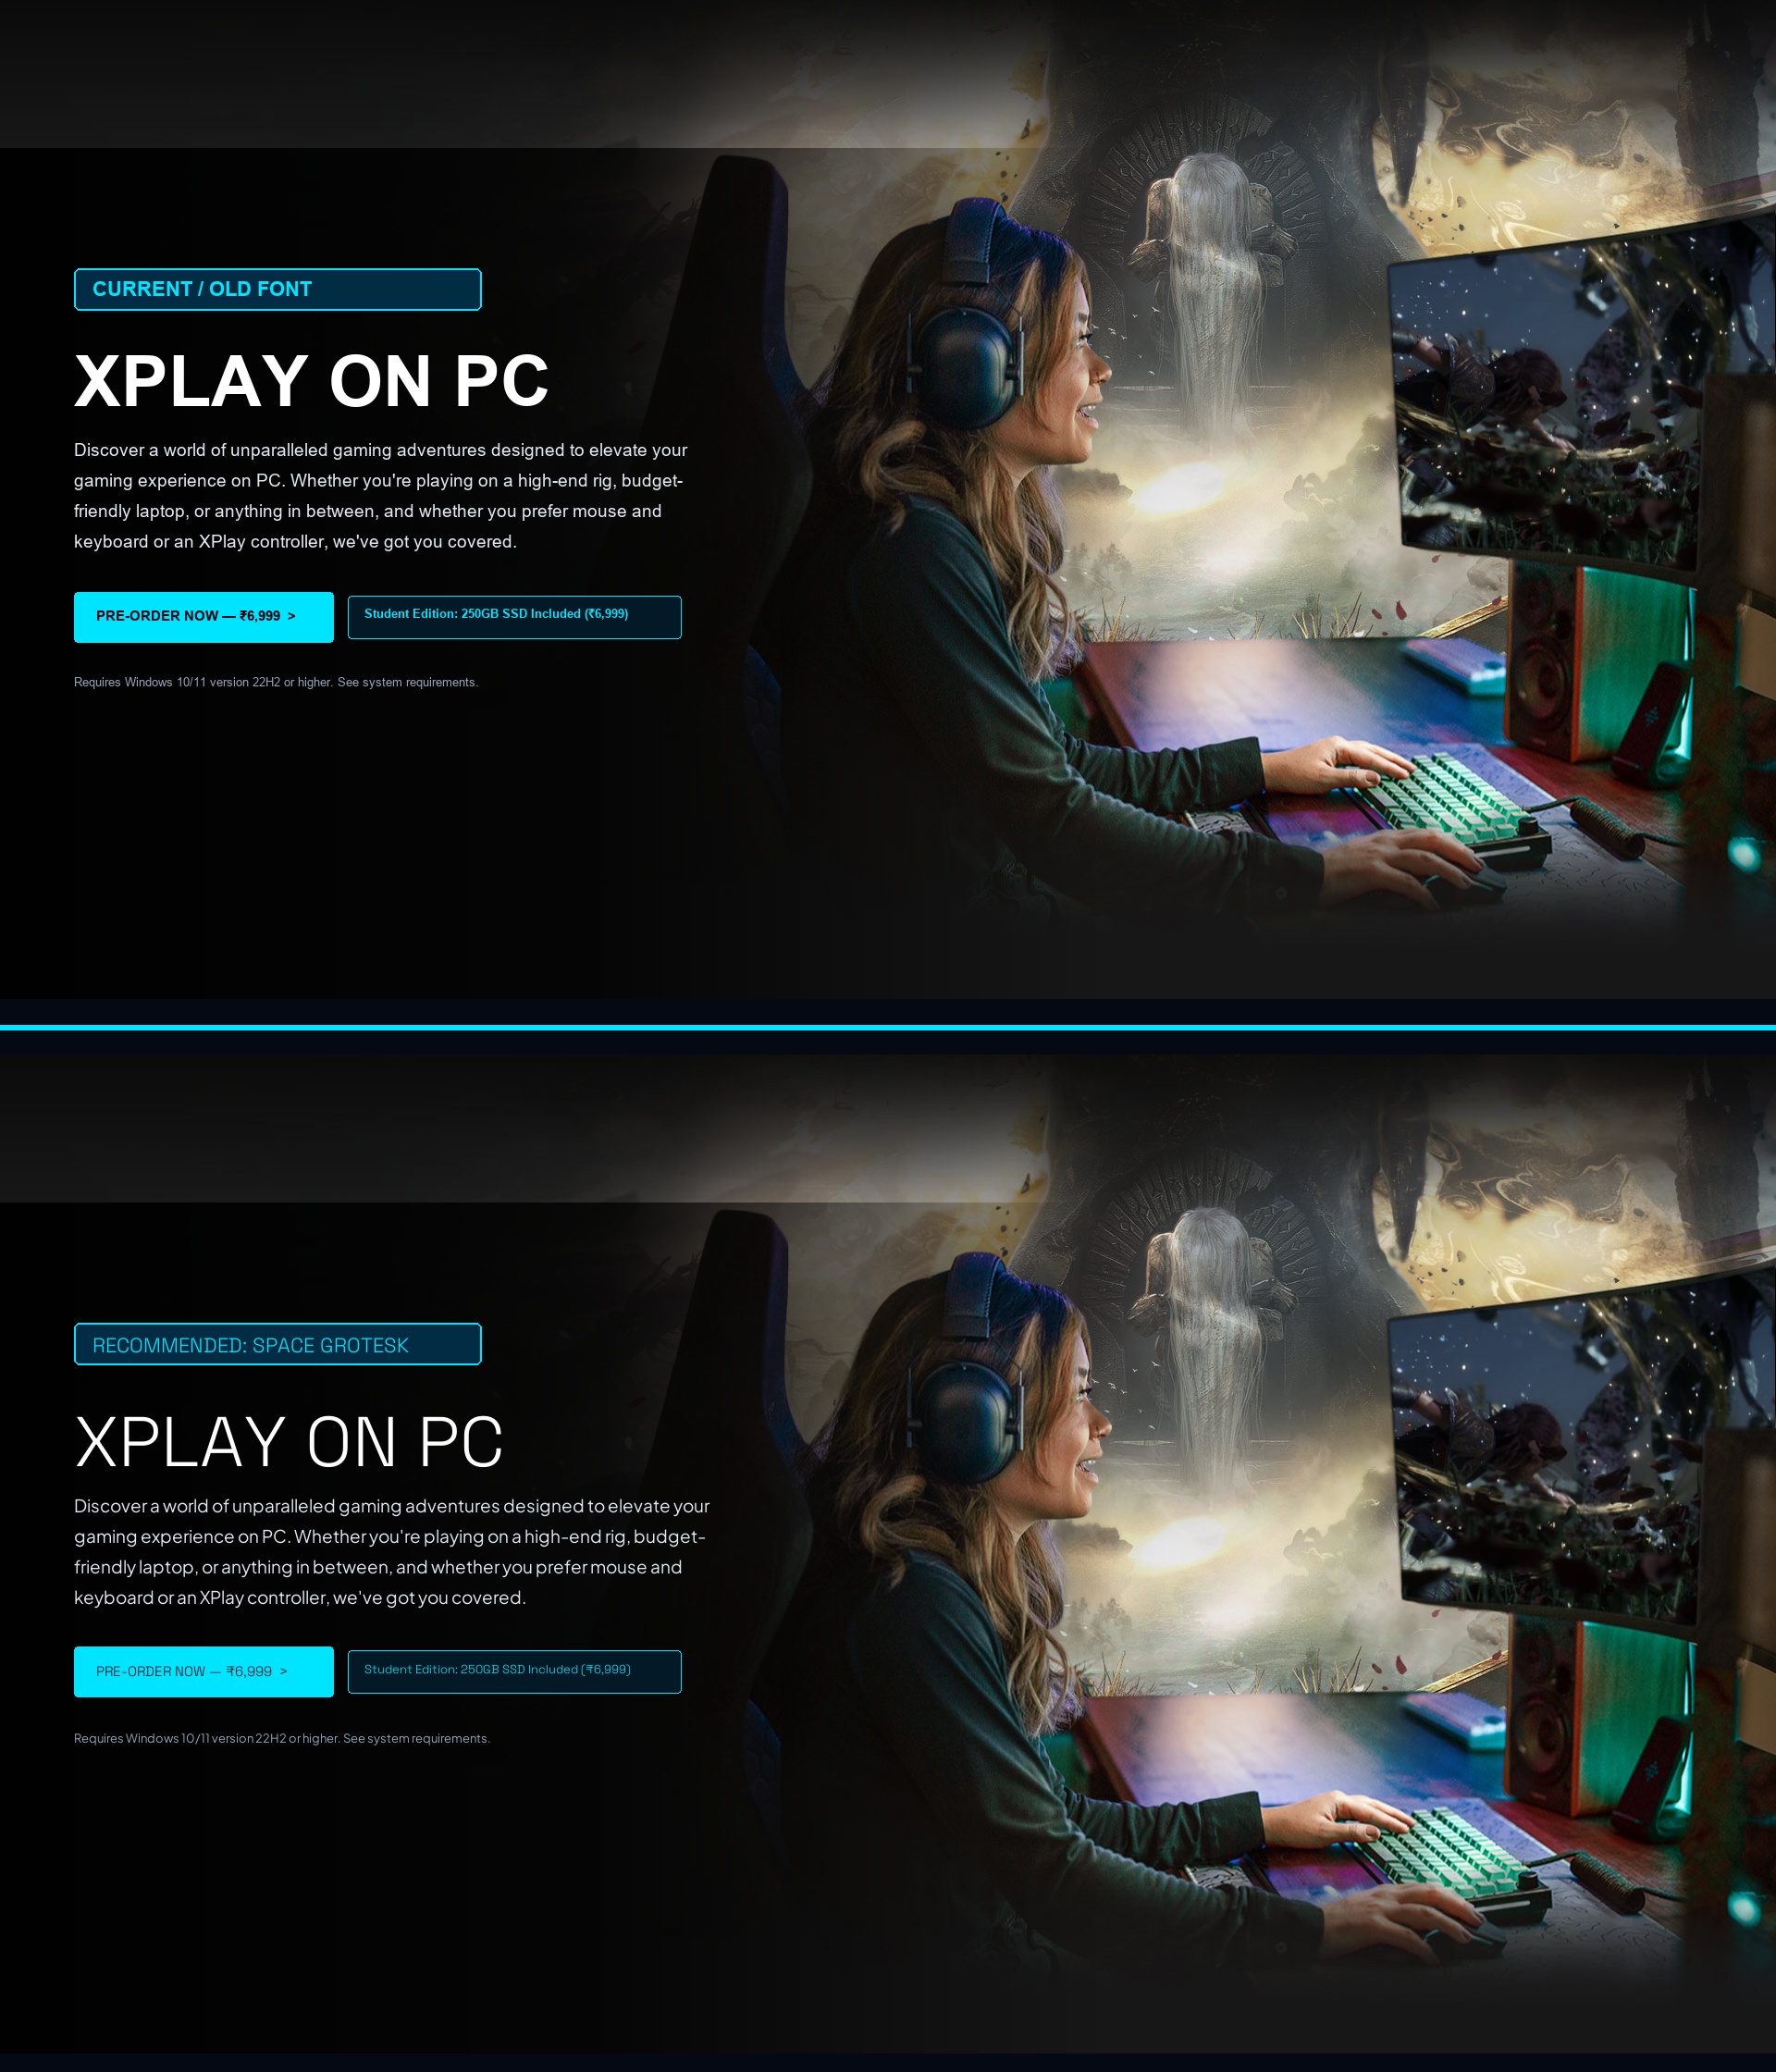 CURRENT / OLD FONT
XPLAY ON PC
Discover a world of unparalleled gaming adventures designed to elevate your
gaming experience on PC. Whether you're playing on a high-end rig, budget-
friendly laptop, or anything in between, and whether you prefer mouse and
keyboard or an XPlay controller, we've got you covered.
PRE-ORDER NOW — ₹6,999 >
Student Edition: 250GB SSD Included (₹6,999)
Requires Windows 10/11 version 22H2 or higher. See system requirements.
RECOMMENDED: SPACE GROTESK
XPLAY ON PC
Discover a world of unparalleled gaming adventures designed to elevate your
gaming experience on PC. Whether you're playing on a high-end rig, budget-
friendly laptop, or anything in between, and whether you prefer mouse and
keyboard or an XPlay controller, we've got you covered.
PRE-ORDER NOW — ₹6,999 >
Student Edition: 250GB SSD Included (₹6,999)
Requires Windows 10/11 version 22H2 or higher. See system requirements.